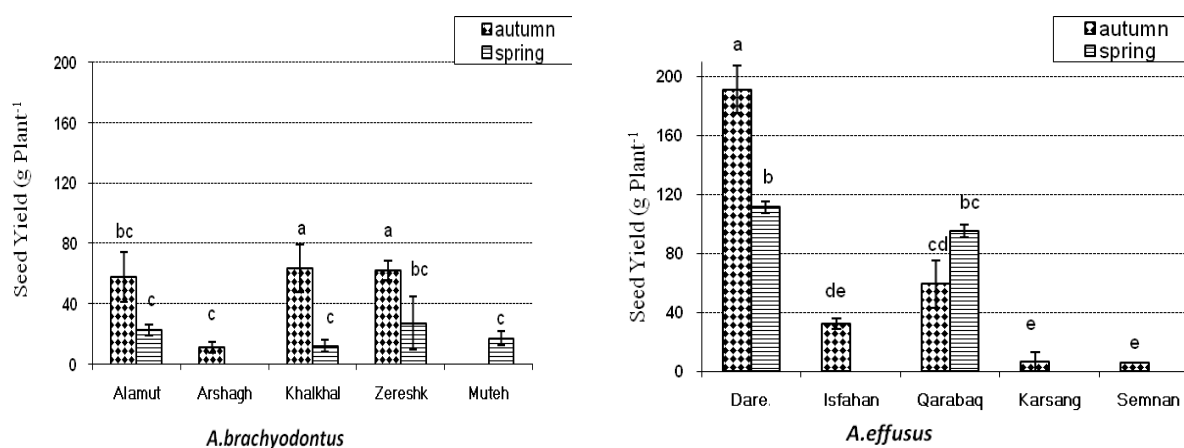 autumn
spring
Seed Yield (g Plant⁻¹
200
160
120
80
40
0
bc
c
c
a
c
a
bc
c
Alamut Arshagh Khalkhal Zereshk Muteh
A.brachyodontus
autumn
spring
Seed Yield (g Plant⁻¹
200
160
120
80
40
0
a
b
de
cd
bc
e
e
Dare. Isfahan Qarabaq Karsang Semnan
A.effusus